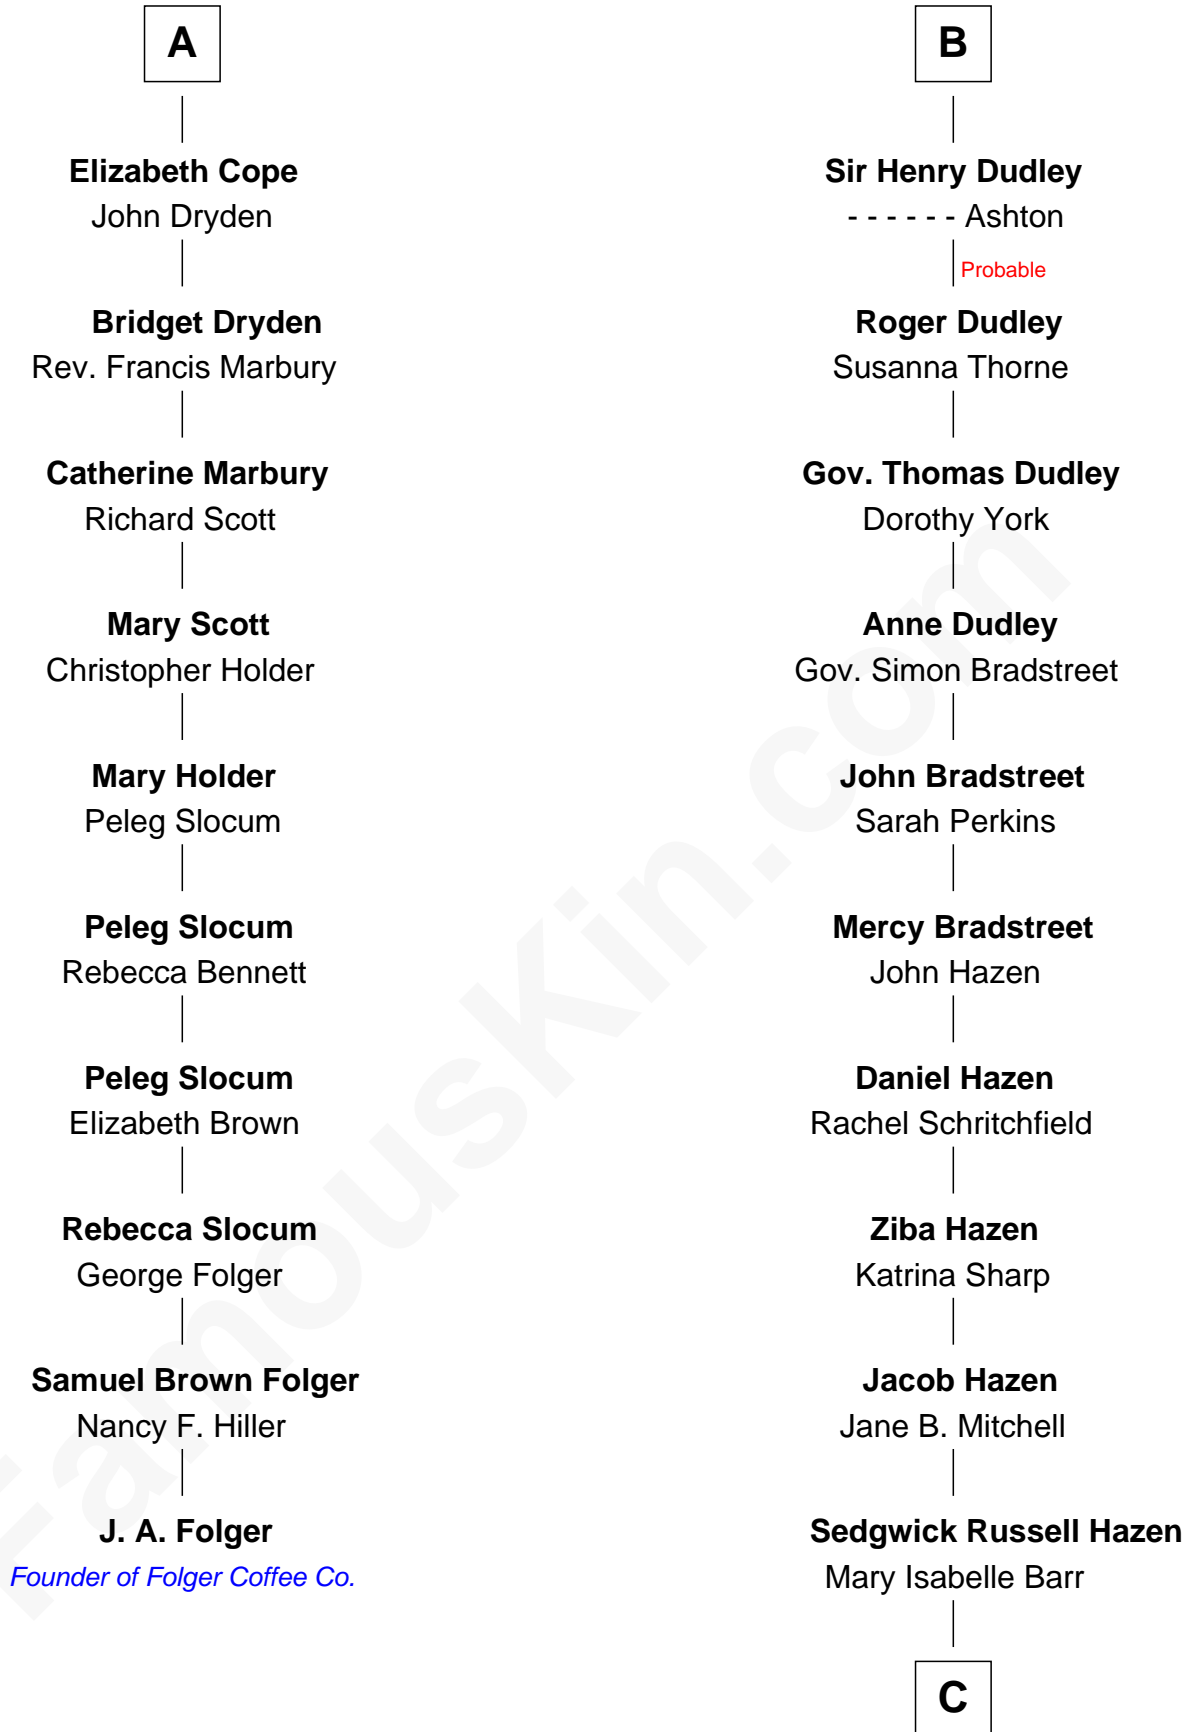 A
Elizabeth Cope
John Dryden
Bridget Dryden
Rev. Francis Marbury
Catherine Marbury
Richard Scott
Mary Scott
Christopher Holder
Mary Holder
Peleg Slocum
Peleg Slocum
Rebecca Bennett
Peleg Slocum
Elizabeth Brown
Rebecca Slocum
George Folger
Samuel Brown Folger
Nancy F. Hiller
J. A. Folger
Founder of Folger Coffee Co.
B
Sir Henry Dudley
- - - - - - Ashton
Probable
Roger Dudley
Susanna Thorne
Gov. Thomas Dudley
Dorothy York
Anne Dudley
Gov. Simon Bradstreet
John Bradstreet
Sarah Perkins
Mercy Bradstreet
John Hazen
Daniel Hazen
Rachel Schritchfield
Ziba Hazen
Katrina Sharp
Jacob Hazen
Jane B. Mitchell
Sedgwick Russell Hazen
Mary Isabelle Barr
C
FamousKin.com